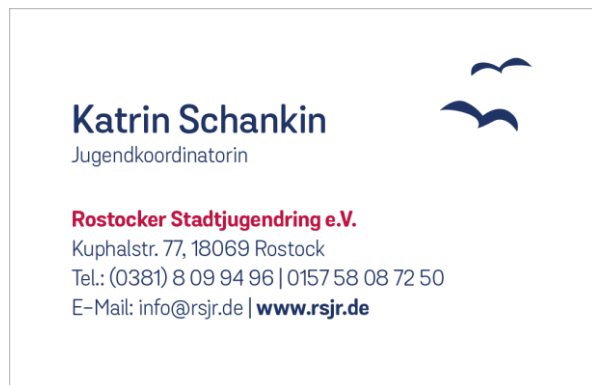 Katrin Schankin
Jugendkoordinatorin
Rostocker Stadtjugendring e.V.
Kuphalstr. 77, 18069 Rostock
Tel.: (0381) 8 09 94 96 | 0157 58 08 72 50
E-Mail: info@rsjr.de | www.rsjr.de